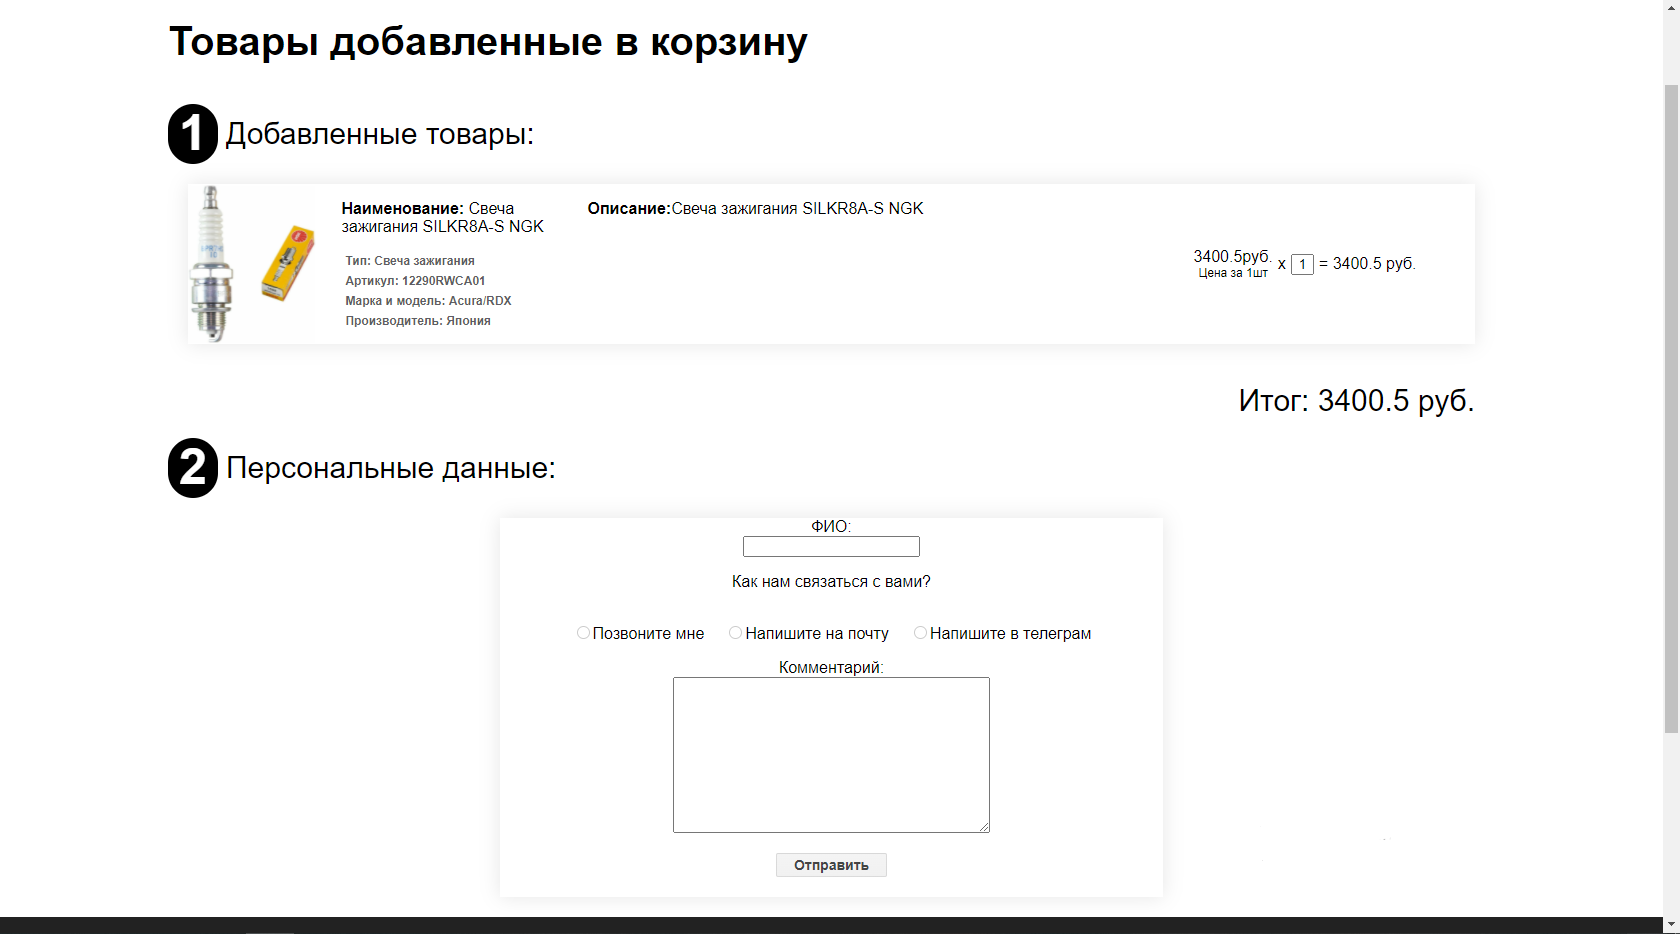 Товары добавленные в корзину
1 Добавленные товары:
Наименование: Свеча
зажигания SILKR8A-S NGK
Описание:Свеча зажигания SILKR8A-S NGK
Тип: Свеча зажигания
Артикул: 12290RWCA01
Марка и модель: Acura/RDX
Производитель: Япония
3400.5руб. x 1 = 3400.5 руб.
Цена за 1шт
Итог: 3400.5 руб.
2 Персональные данные:
ФИО:
Как нам связаться с вами?
Позвоните мне Напишите на почту Напишите в телеграм
Комментарий:
Отправить